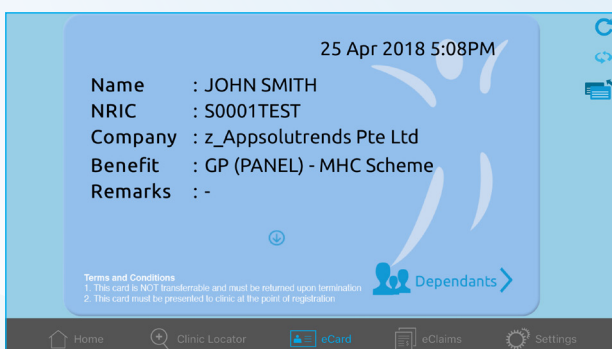 25 Apr 2018 5:08PM
Name : JOHN SMITH
NRIC : S0001TEST
Company : z_Appsolutrends Pte Ltd
Benefit : GP (PANEL) - MHC Scheme
Remarks : -
Terms and Conditions
1. This card is NOT transferrable and must be returned upon termination
2. This card must be presented to clinic at the point of registration
Dependants
Home Clinic Locator eCard eClaims Settings